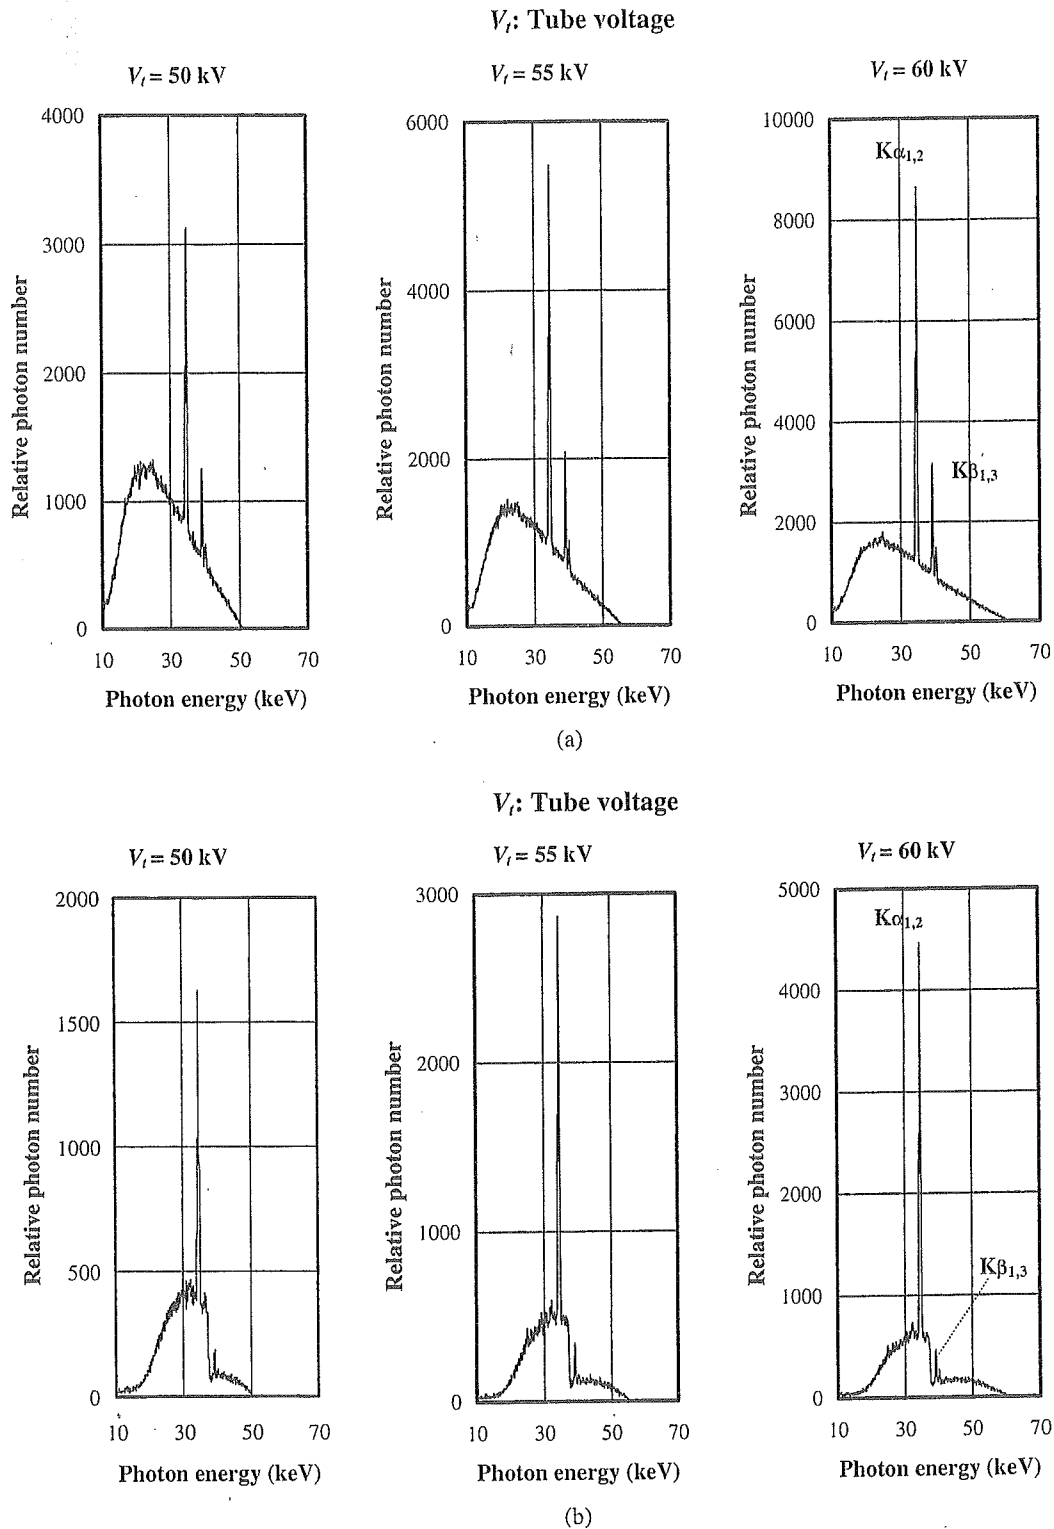 Vt: Tube voltage
Vt = 50 kV
Vt = 55 kV
Vt = 60 kV
4000
3000
2000
1000
0
10 30 50 70
Relative photon number
Photon energy (keV)
6000
4000
2000
0
10 30 50 70
Relative photon number
Photon energy (keV)
10000
8000
6000
4000
2000
0
10 30 50 70
Relative photon number
Photon energy (keV)
Kα1,2
Kβ1,3
(a)
Vt: Tube voltage
Vt = 50 kV
Vt = 55 kV
Vt = 60 kV
2000
1500
1000
500
0
10 30 50 70
Relative photon number
Photon energy (keV)
3000
2000
1000
0
10 30 50 70
Relative photon number
Photon energy (keV)
5000
4000
3000
2000
1000
0
10 30 50 70
Relative photon number
Photon energy (keV)
Kα1,2
Kβ1,3
(b)